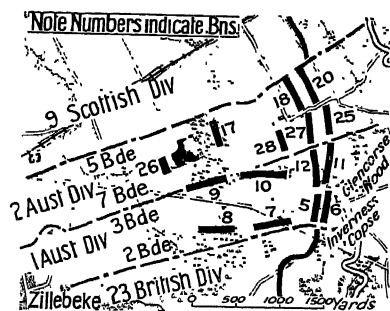 Note Numbers indicate Bns.
9 Scottish Div
20
18
17
27
25
5 Bde
26
28
2 Aust Div
7 Bde
12
11
Glencorse
Wood
9
10
3 Bde
1 Aust Div
8
7
5
6
Inverness
Copse
2 Bde
23 British Div
Zillebeke
0 500 1000 1500
Yards